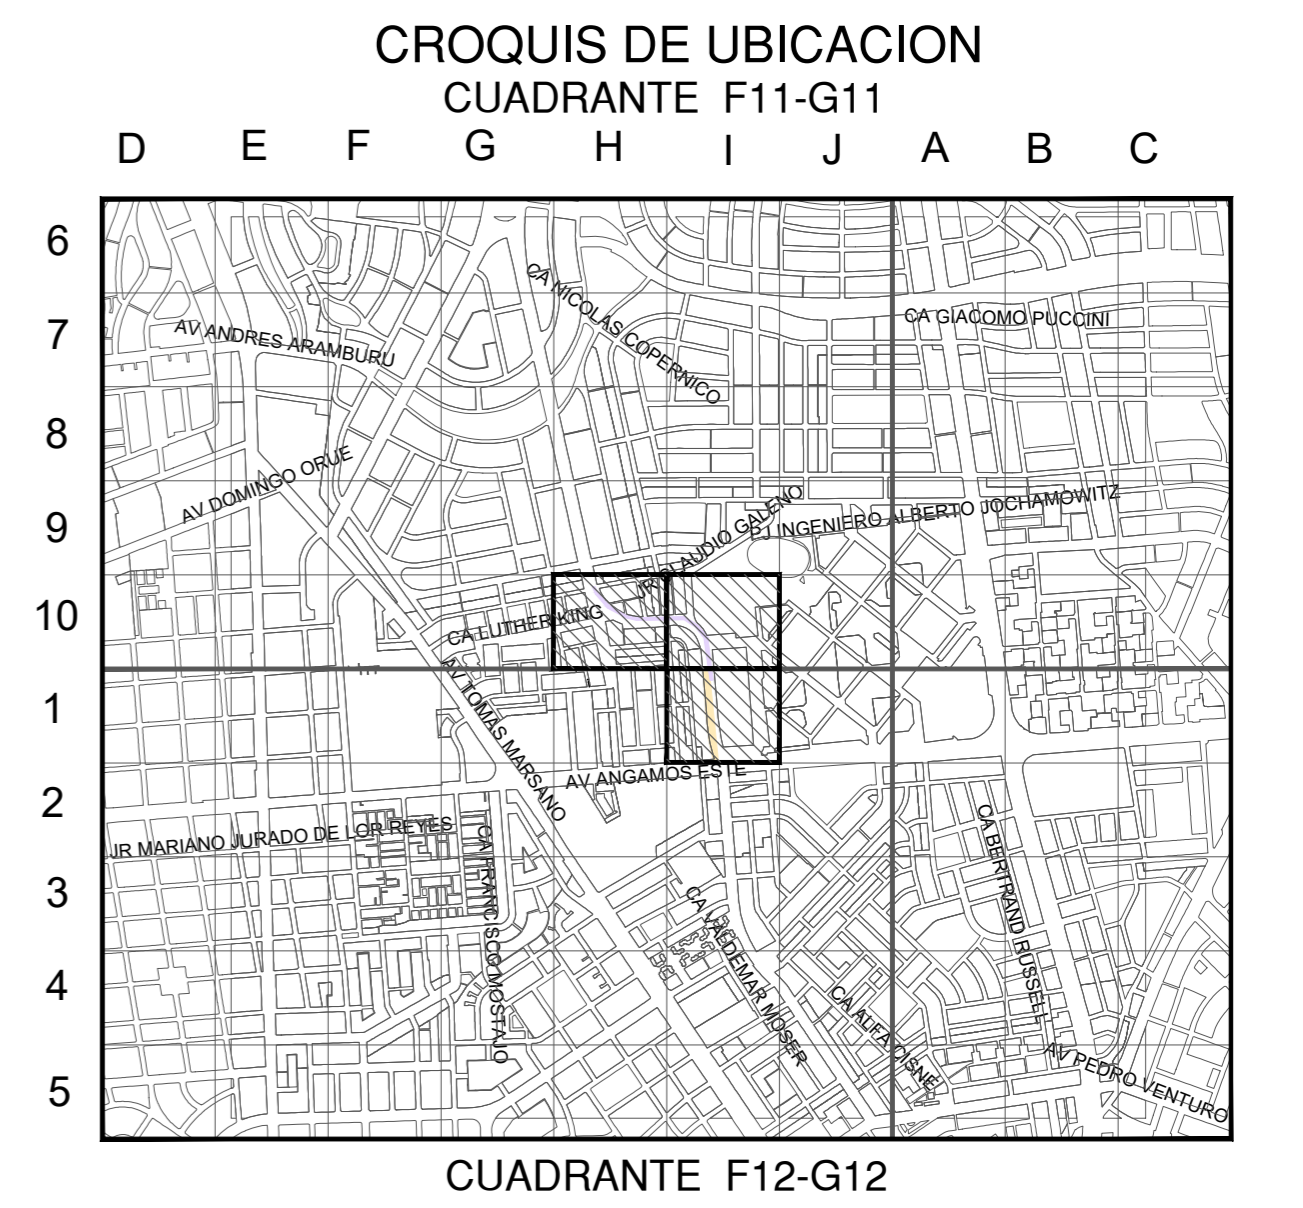 CROQUIS DE UBICACION
CUADRANTE F11-G11
D E F G H I J A B C
6
CA NICOLAS COPERNICO
7
AV ANDRES ARAMBURU
CA GIACOMO PUCCINI
8
AV DOMINGO ORUE
9
JR CLAUDIO GALENO
PJ INGENIERO ALBERTO JOCHAMOWITZ
10
CA LUTHER KING
1
AV TOMAS MARSANO
AV ANGAMOS ESTE
2
JR MARIANO JURADO DE LOR REYES
CA FRANCISCO MOSTAJO
CA BERTRAND RUSSELL
3
CA VALDEMAR MOSER
4
CA ALFA CISNE
5
AV PEDRO VENTURO
CUADRANTE F12-G12